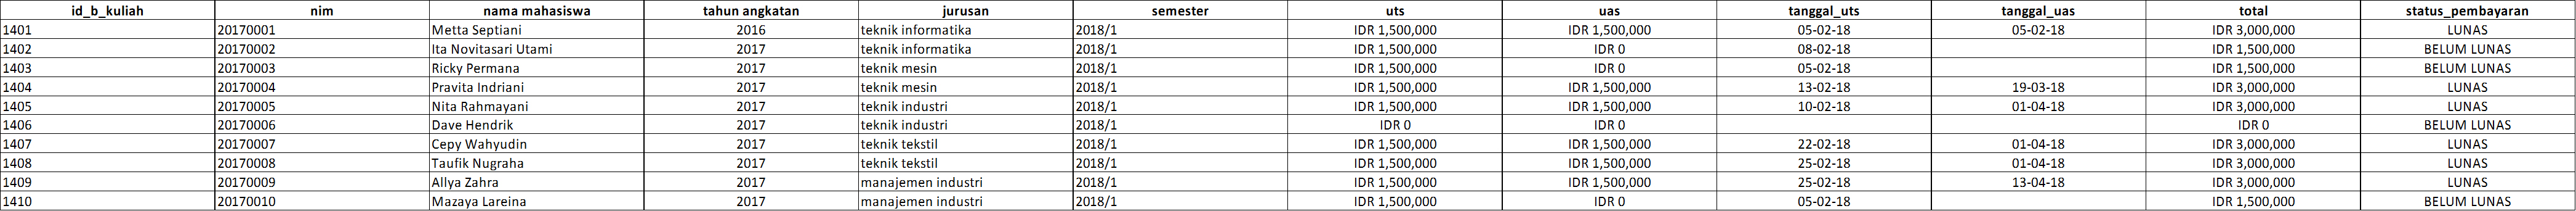 id_b_kuliah nim nama mahasiswa tahun angkatan jurusan semester uts uas tanggal_uts tanggal_uas total status_pembayaran
1401 20170001 Metta Septiani 2016 teknik informatika 2018/1 IDR 1,500,000 IDR 1,500,000 05-02-18 05-02-18 IDR 3,000,000 LUNAS
1402 20170002 Ita Novitasari Utami 2017 teknik informatika 2018/1 IDR 1,500,000 IDR 0 08-02-18 IDR 1,500,000 BELUM LUNAS
1403 20170003 Ricky Permana 2017 teknik mesin 2018/1 IDR 1,500,000 IDR 0 05-02-18 IDR 1,500,000 BELUM LUNAS
1404 20170004 Pravita Indriani 2017 teknik mesin 2018/1 IDR 1,500,000 IDR 1,500,000 13-02-18 19-03-18 IDR 3,000,000 LUNAS
1405 20170005 Nita Rahmayani 2017 teknik industri 2018/1 IDR 1,500,000 IDR 1,500,000 10-02-18 01-04-18 IDR 3,000,000 LUNAS
1406 20170006 Dave Hendrik 2017 teknik industri 2018/1 IDR 0 IDR 0 IDR 0 BELUM LUNAS
1407 20170007 Cepy Wahyudin 2017 teknik tekstil 2018/1 IDR 1,500,000 IDR 1,500,000 22-02-18 01-04-18 IDR 3,000,000 LUNAS
1408 20170008 Taufik Nugraha 2017 teknik tekstil 2018/1 IDR 1,500,000 IDR 1,500,000 25-02-18 01-04-18 IDR 3,000,000 LUNAS
1409 20170009 Allya Zahra 2017 manajemen industri 2018/1 IDR 1,500,000 IDR 1,500,000 25-02-18 13-04-18 IDR 3,000,000 LUNAS
1410 20170010 Mazaya Lareina 2017 manajemen industri 2018/1 IDR 1,500,000 IDR 0 05-02-18 IDR 1,500,000 BELUM LUNAS